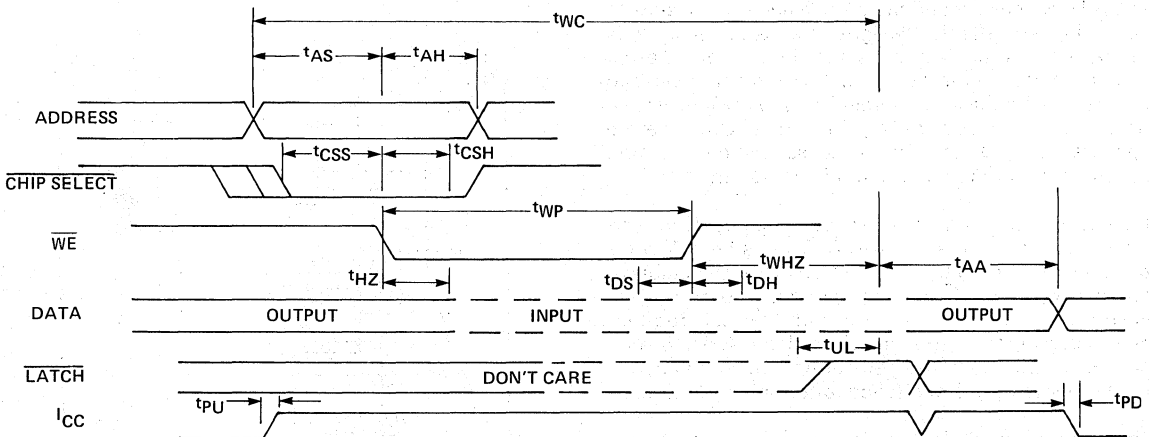 tWC
tAS tAH
ADDRESS
tCSS tCSH
CHIP SELECT
tWP
WE
tHZ tDS tDH tWHZ tAA
DATA OUTPUT INPUT OUTPUT
tUL
LATCH DON'T CARE
tPU tPD
ICC